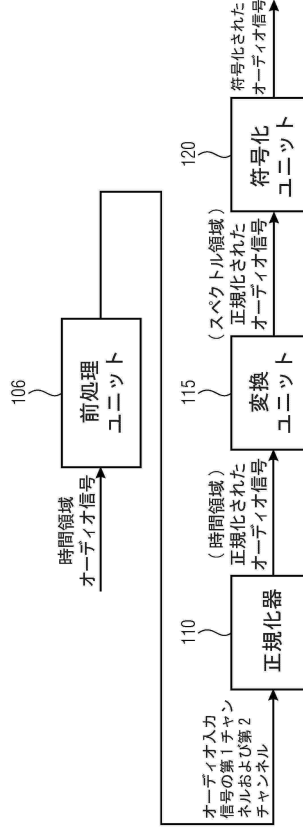 時間領域
オーディオ信号
106
前処理
ユニット
オーディオ入力
信号の第1チャン
ネルおよび第2
チャンネル
110
正規化器
(時間領域)
正規化された
オーディオ信号
115
変換
ユニット
(スペクトル領域)
正規化された
オーディオ信号
120
符号化
ユニット
符号化された
オーディオ信号